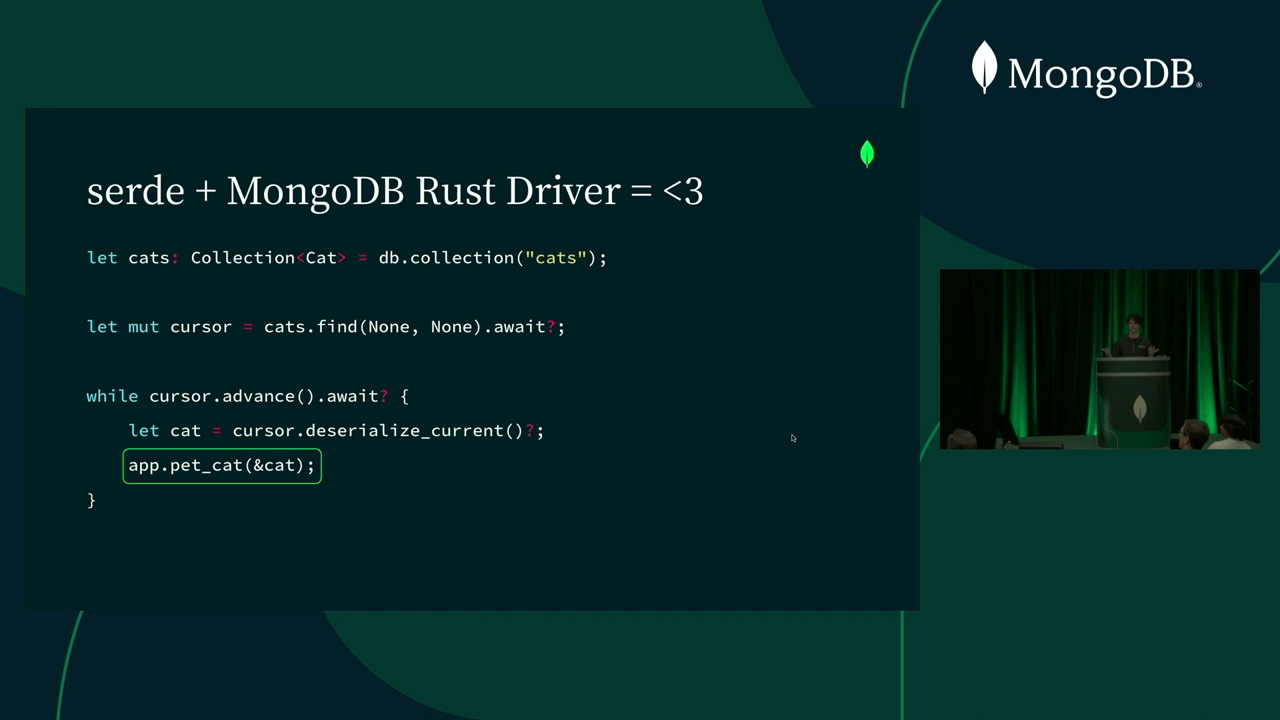 MongoDB®
serde + MongoDB Rust Driver = <3
let cats: Collection<Cat> = db.collection("cats");
let mut cursor = cats.find(None, None).await?;
while cursor.advance().await? {
let cat = cursor.deserialize_current()?;
app.pet_cat(&cat);
}